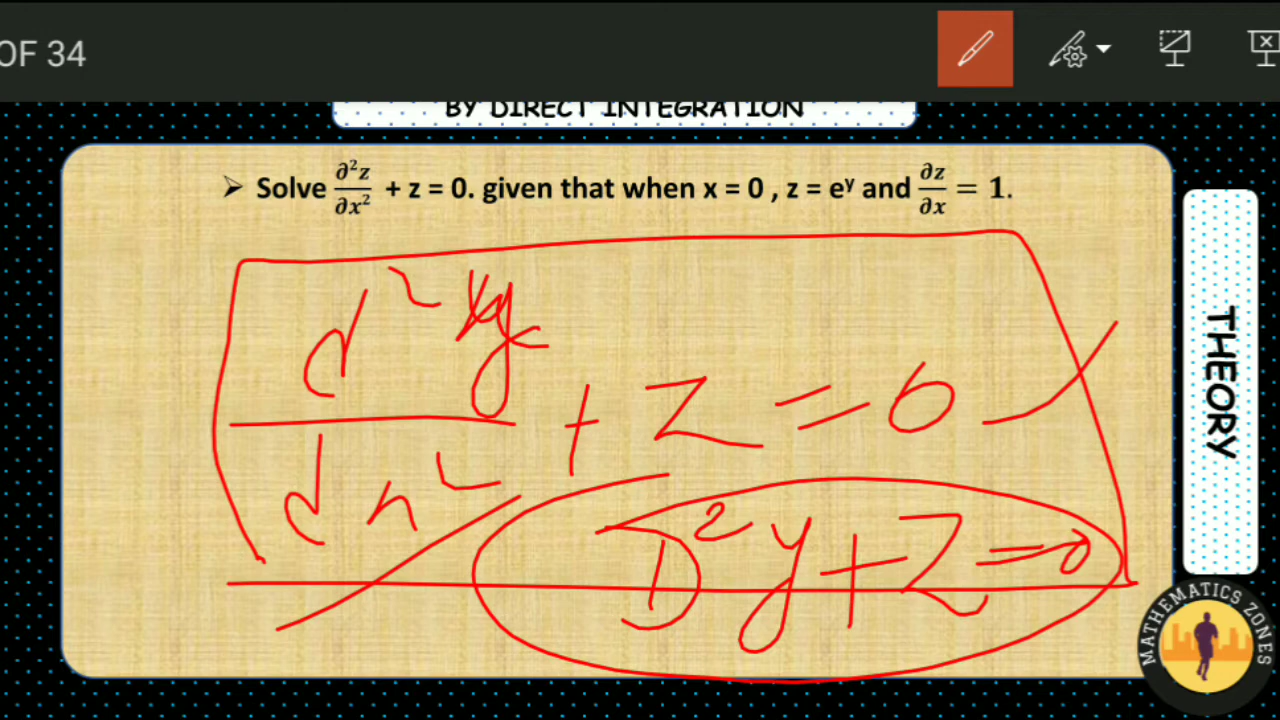 OF 34
BY DIRECT INTEGRATION
➤ Solve ∂²z/∂x² + z = 0. given that when x = 0 , z = eʸ and ∂z/∂x = 1.
d²y/dx² + z = 0
D²y + z = 0
THEORY
MATHEMATICS ZONES